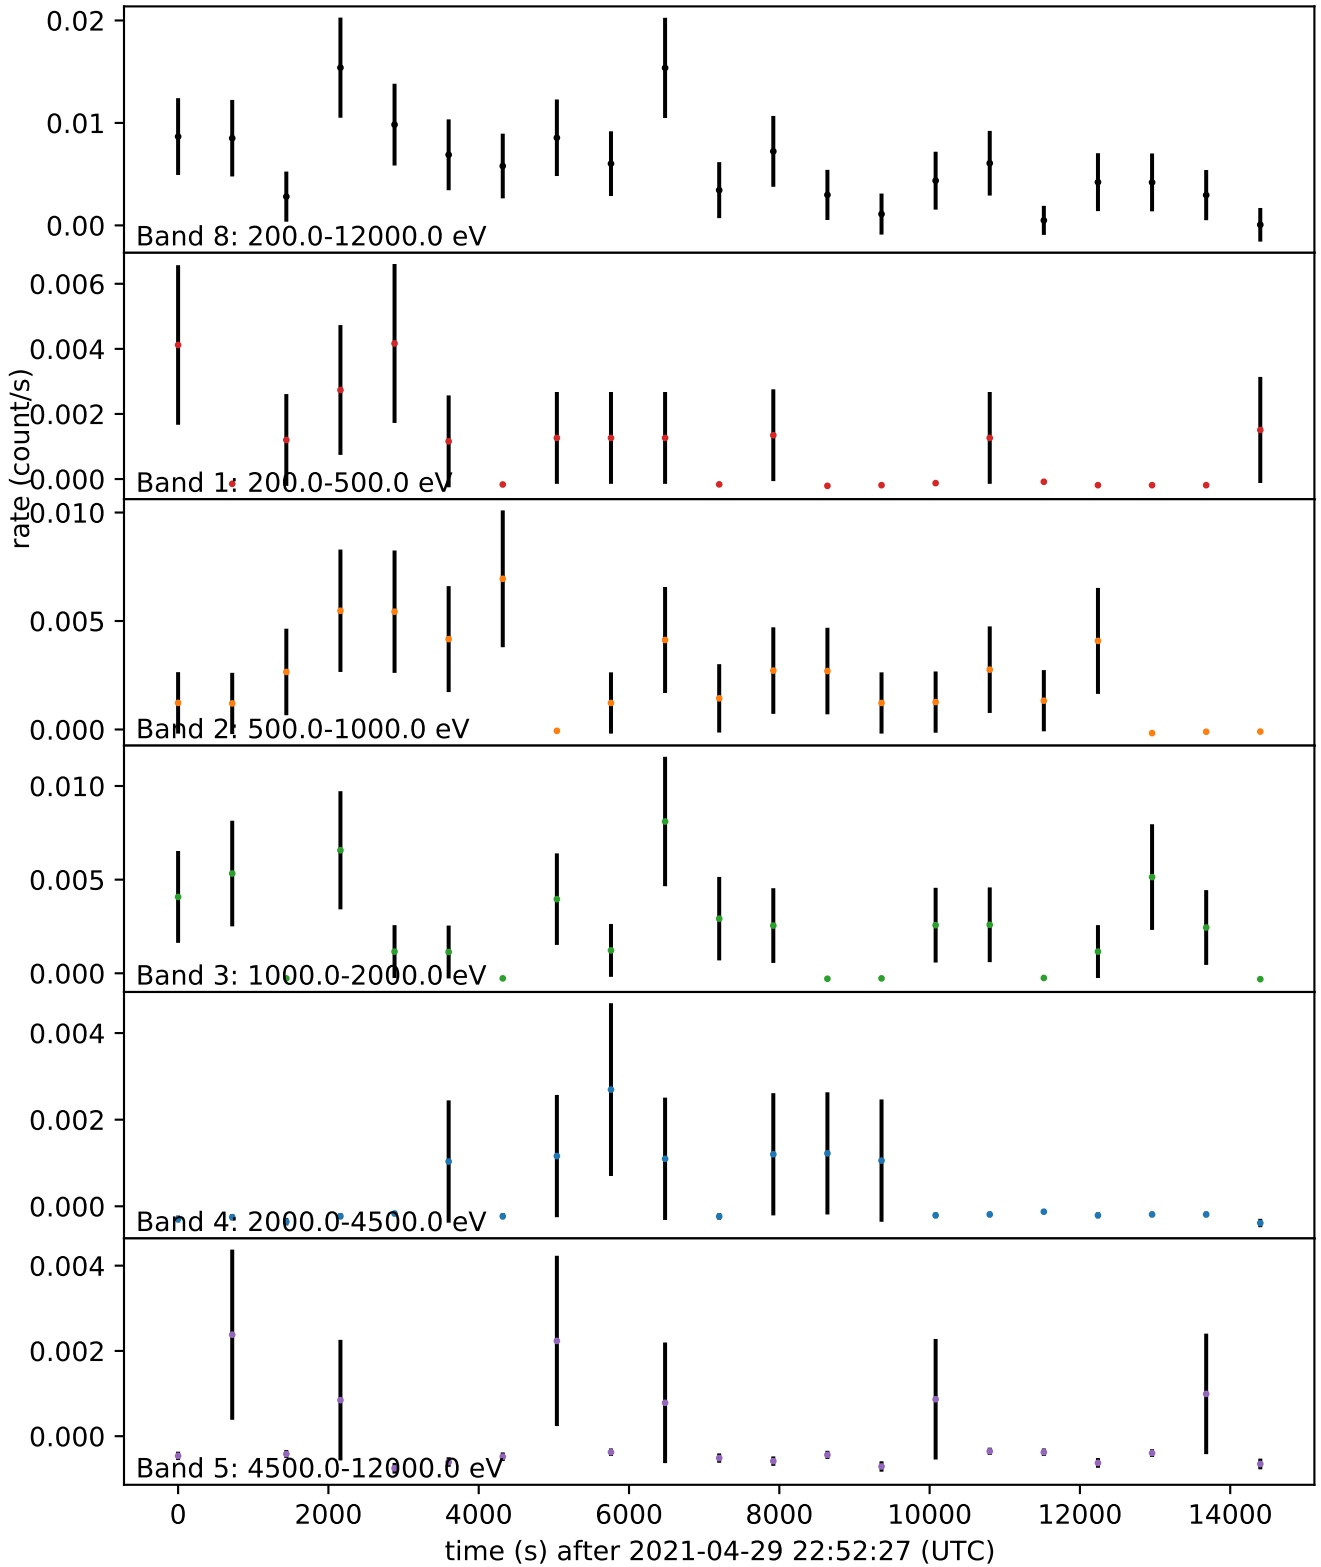 0.02
0.01
0.00
Band 8: 200.0-12000.0 eV
0.006
0.004
0.002
0.000
Band 1: 200.0-500.0 eV
rate (count/s)
0.010
0.005
0.000
Band 2: 500.0-1000.0 eV
0.010
0.005
0.000
Band 3: 1000.0-2000.0 eV
0.004
0.002
0.000
Band 4: 2000.0-4500.0 eV
0.004
0.002
0.000
Band 5: 4500.0-12000.0 eV
0 2000 4000 6000 8000 10000 12000 14000
time (s) after 2021-04-29 22:52:27 (UTC)